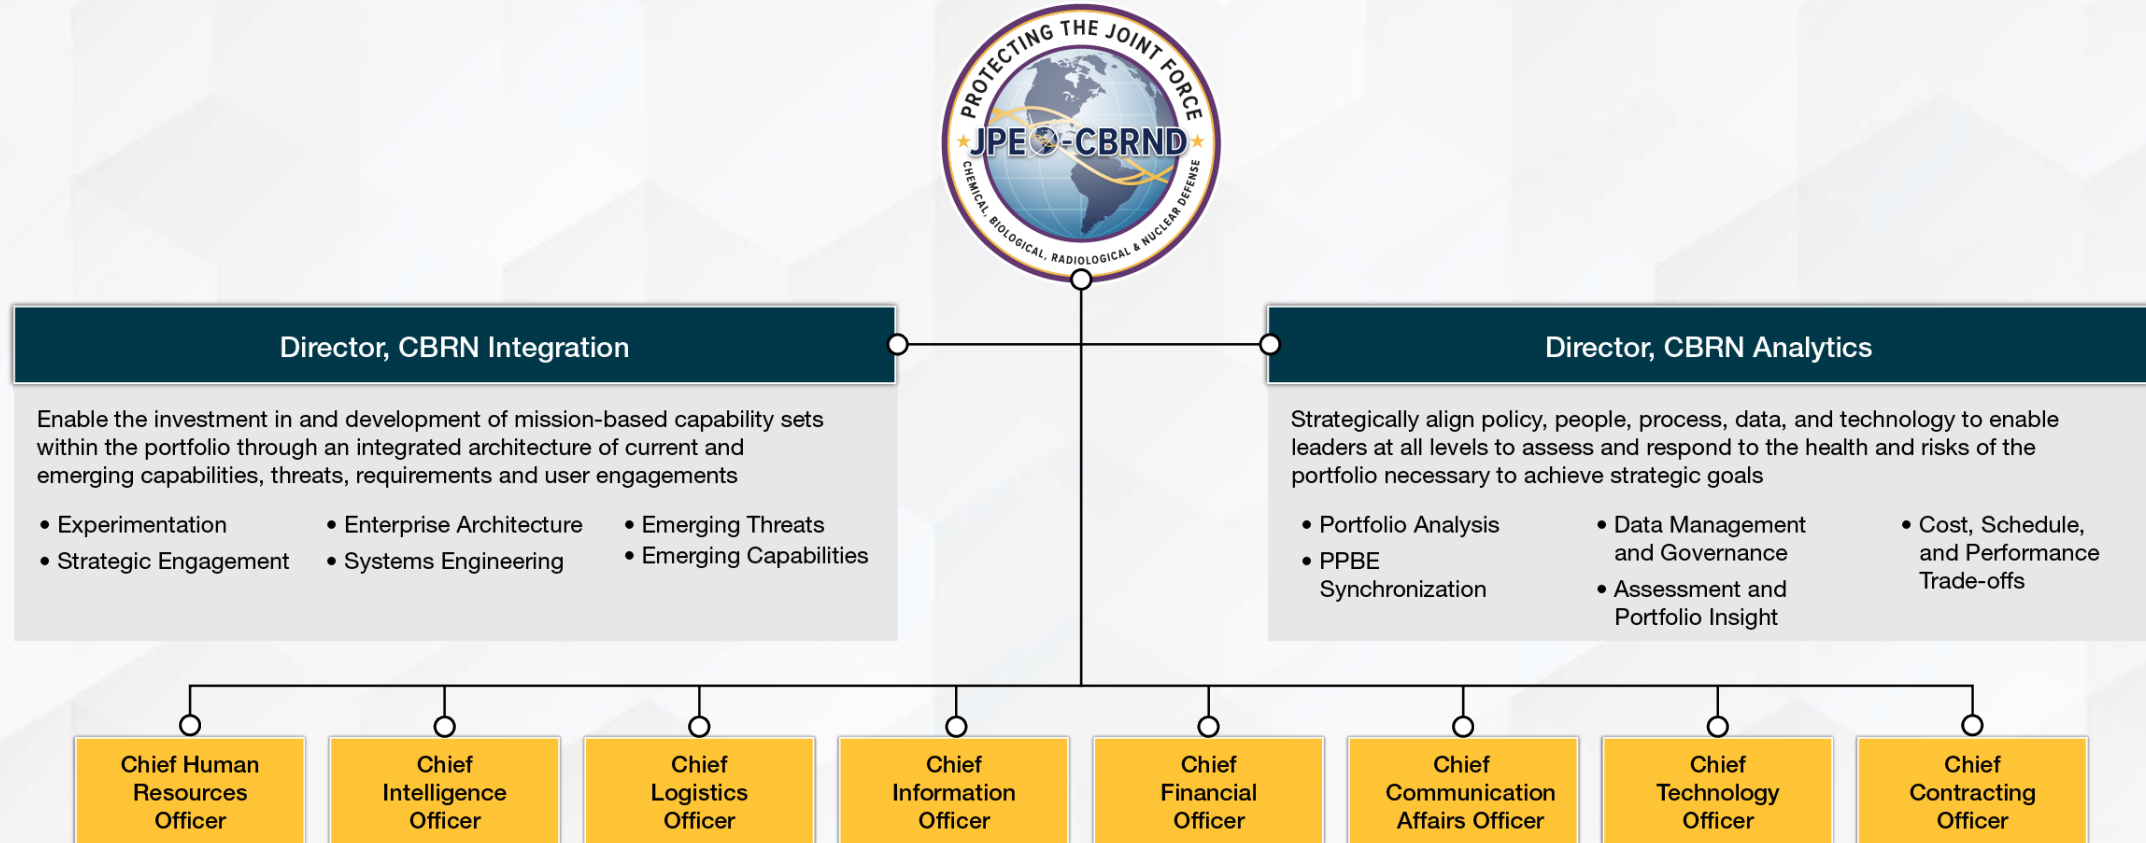 PROTECTING THE JOINT FORCE
JPEO-CBRND
CHEMICAL, BIOLOGICAL, RADIOLOGICAL & NUCLEAR DEFENSE
Director, CBRN Integration
Enable the investment in and development of mission-based capability sets
within the portfolio through an integrated architecture of current and
emerging capabilities, threats, requirements and user engagements
• Experimentation
• Strategic Engagement
• Enterprise Architecture
• Systems Engineering
• Emerging Threats
• Emerging Capabilities
Director, CBRN Analytics
Strategically align policy, people, process, data, and technology to enable
leaders at all levels to assess and respond to the health and risks of the
portfolio necessary to achieve strategic goals
• Portfolio Analysis
• PPBE
Synchronization
• Data Management
and Governance
• Assessment and
Portfolio Insight
• Cost, Schedule,
and Performance
Trade-offs
Chief Human
Resources
Officer
Chief
Intelligence
Officer
Chief
Logistics
Officer
Chief
Information
Officer
Chief
Financial
Officer
Chief
Communication
Affairs Officer
Chief
Technology
Officer
Chief
Contracting
Officer